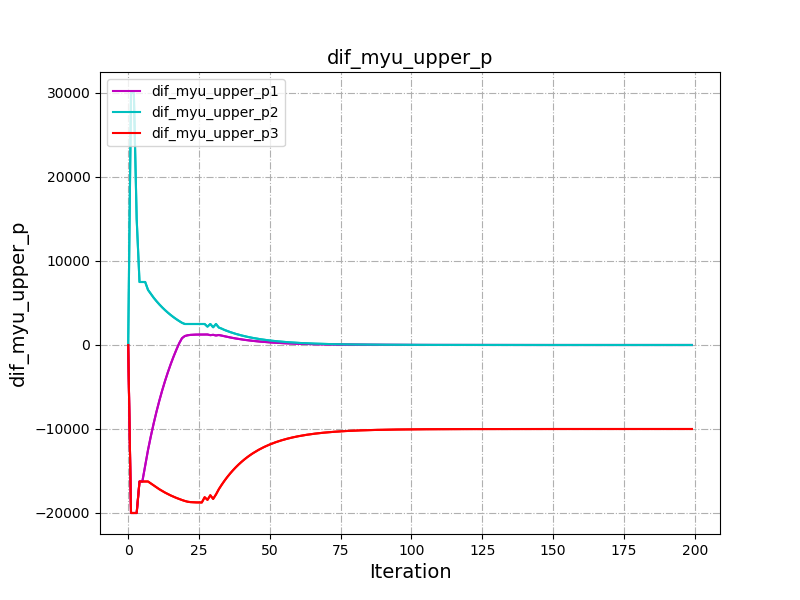 dif_myu_upper_p
dif_myu_upper_p1
dif_myu_upper_p2
dif_myu_upper_p3
30000
20000
10000
0
−10000
−20000
dif_myu_upper_p
0 25 50 75 100 125 150 175 200
Iteration